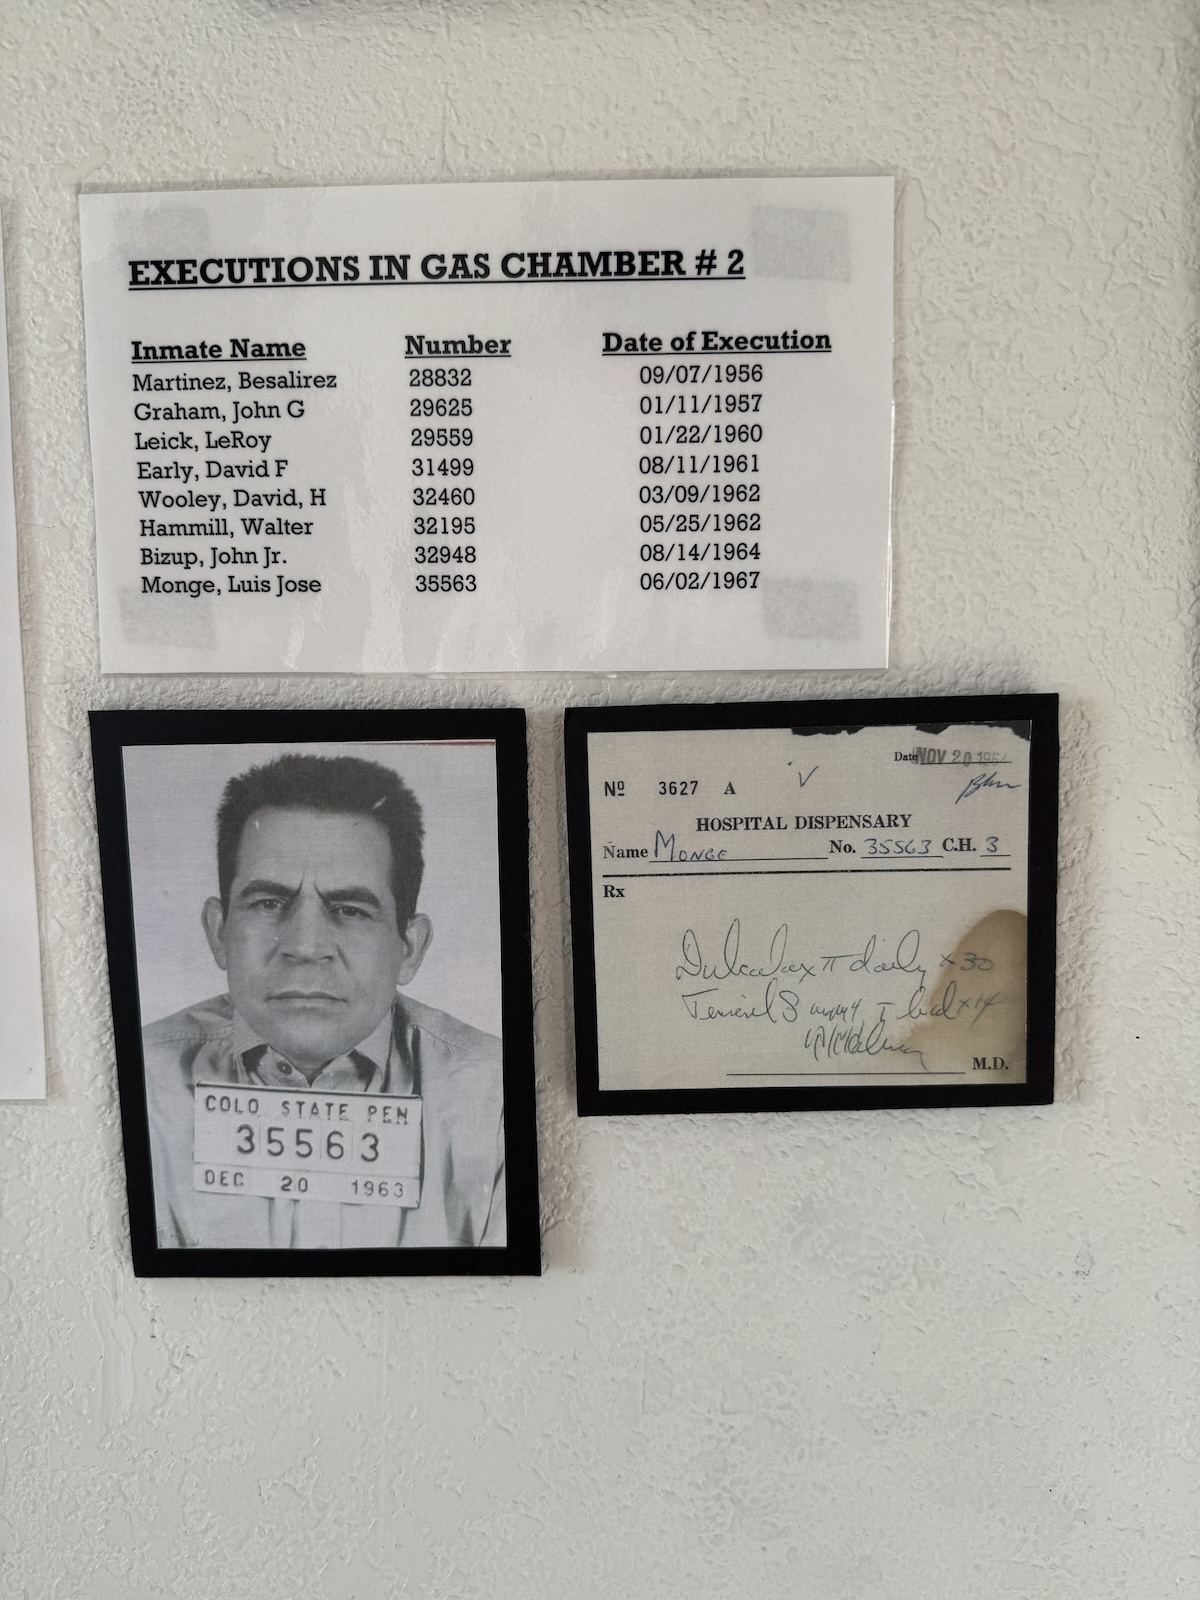 EXECUTIONS IN GAS CHAMBER # 2
Inmate Name Number Date of Execution
Martinez, Besalirez 28832 09/07/1956
Graham, John G 29625 01/11/1957
Leick, LeRoy 29559 01/22/1960
Early, David F 31499 08/11/1961
Wooley, David, H 32460 03/09/1962
Hammill, Walter 32195 05/25/1962
Bizup, John Jr. 32948 08/14/1964
Monge, Luis Jose 35563 06/02/1967
COLO STATE PEN
35563
DEC 20 1963
Date NOV 20 1964
Nº 3627 A
HOSPITAL DISPENSARY
Name Monge No. 35563 C.H. 3
Rx
daily x 30
x 14
M.D.